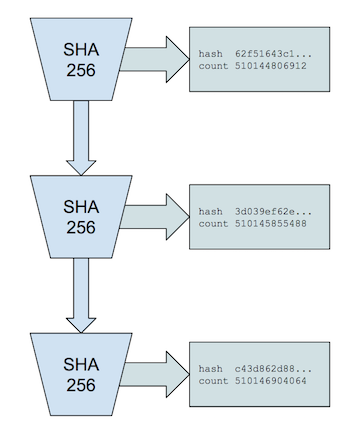 SHA
256
hash 62f51643c1...
count 510144806912
SHA
256
hash 3d039ef62e...
count 510145855488
SHA
256
hash c43d862d88...
count 510146904064